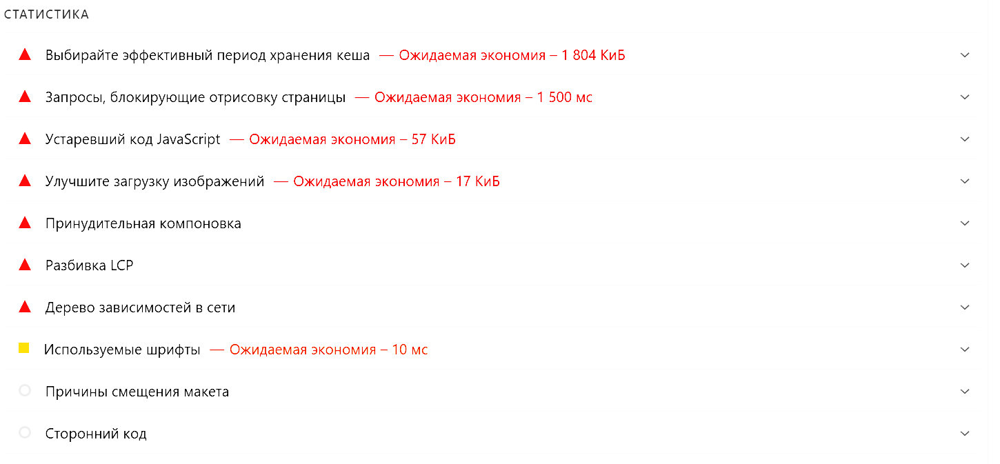 СТАТИСТИКА
Выбирайте эффективный период хранения кеша — Ожидаемая экономия – 1 804 КиБ
Запросы, блокирующие отрисовку страницы — Ожидаемая экономия – 1 500 мс
Устаревший код JavaScript — Ожидаемая экономия – 57 КиБ
Улучшите загрузку изображений — Ожидаемая экономия – 17 КиБ
Принудительная компоновка
Разбивка LCP
Дерево зависимостей в сети
Используемые шрифты — Ожидаемая экономия – 10 мс
Причины смещения макета
Сторонний код